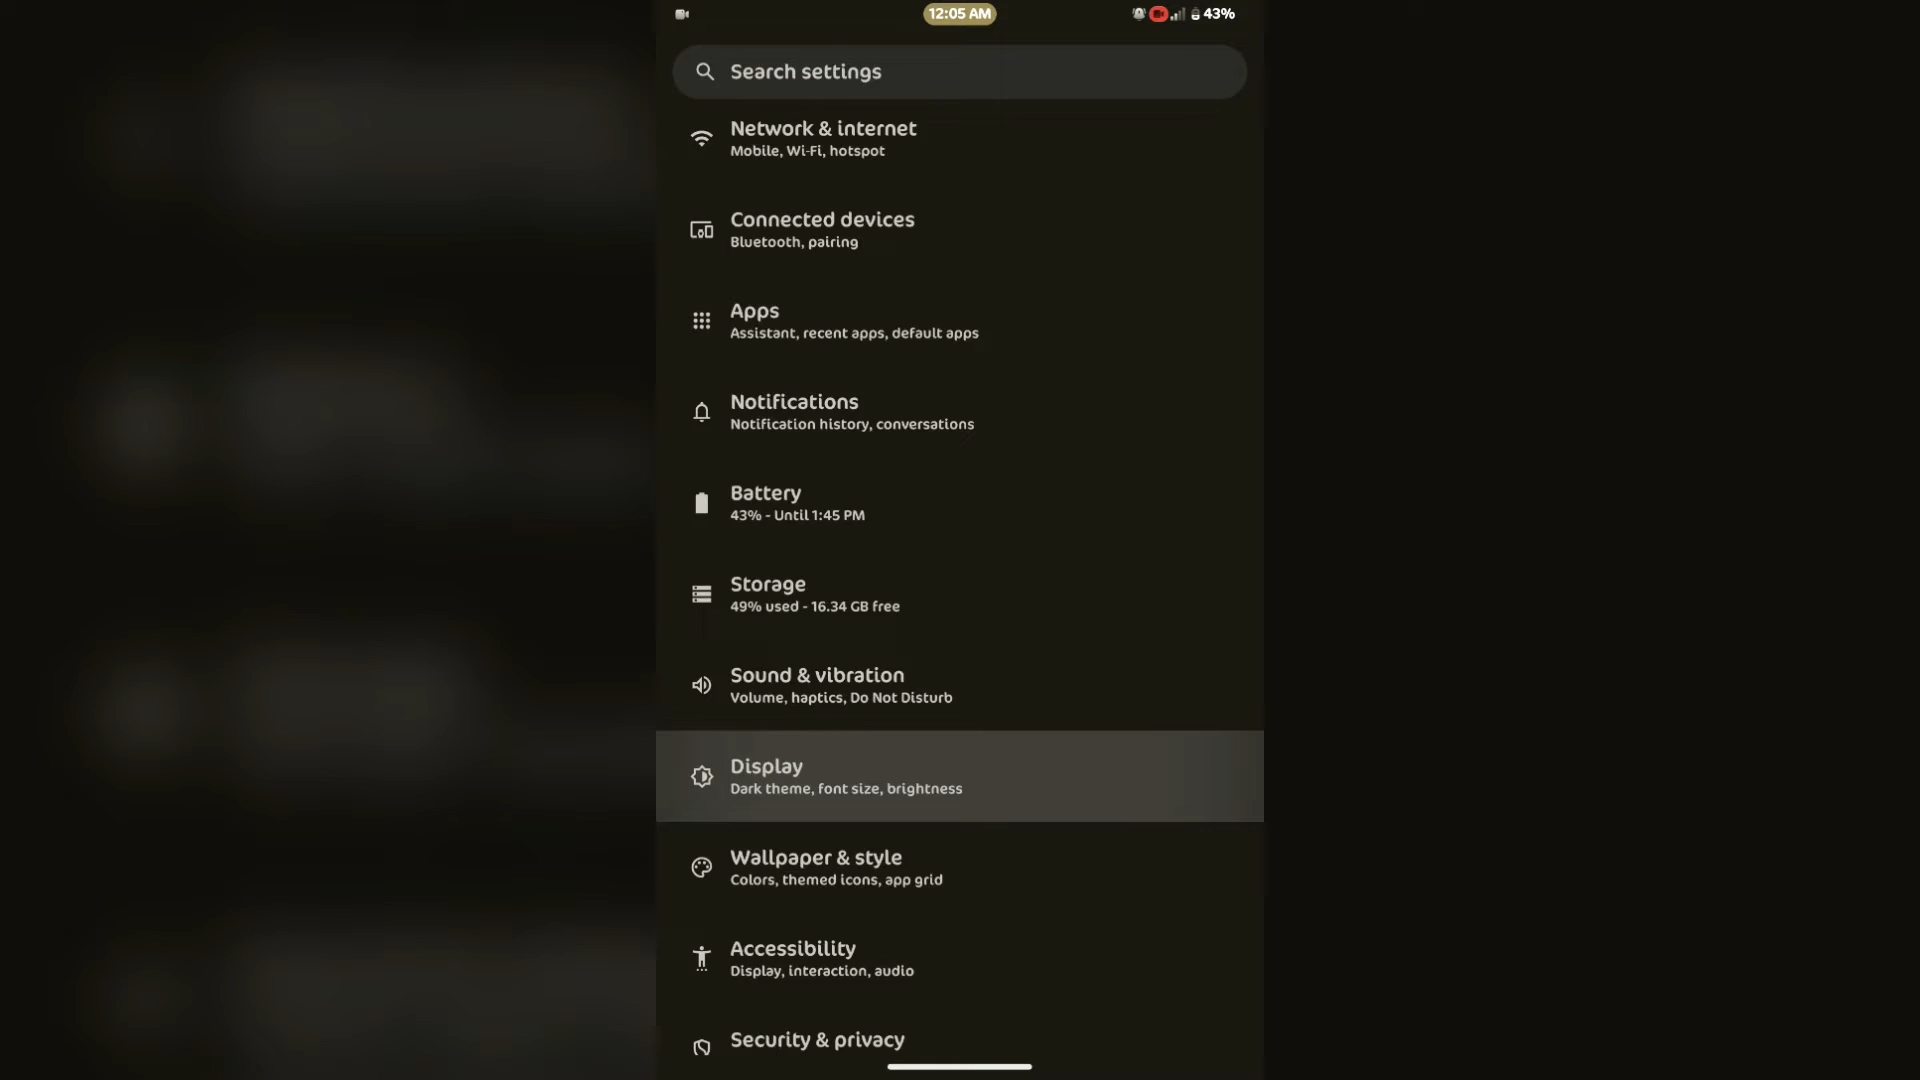 12:05 AM
43%
Search settings
Network & internet
Mobile, Wi-Fi, hotspot
Connected devices
Bluetooth, pairing
Apps
Assistant, recent apps, default apps
Notifications
Notification history, conversations
Battery
43% - Until 1:45 PM
Storage
49% used - 16.34 GB free
Sound & vibration
Volume, haptics, Do Not Disturb
Display
Dark theme, font size, brightness
Wallpaper & style
Colors, themed icons, app grid
Accessibility
Display, interaction, audio
Security & privacy